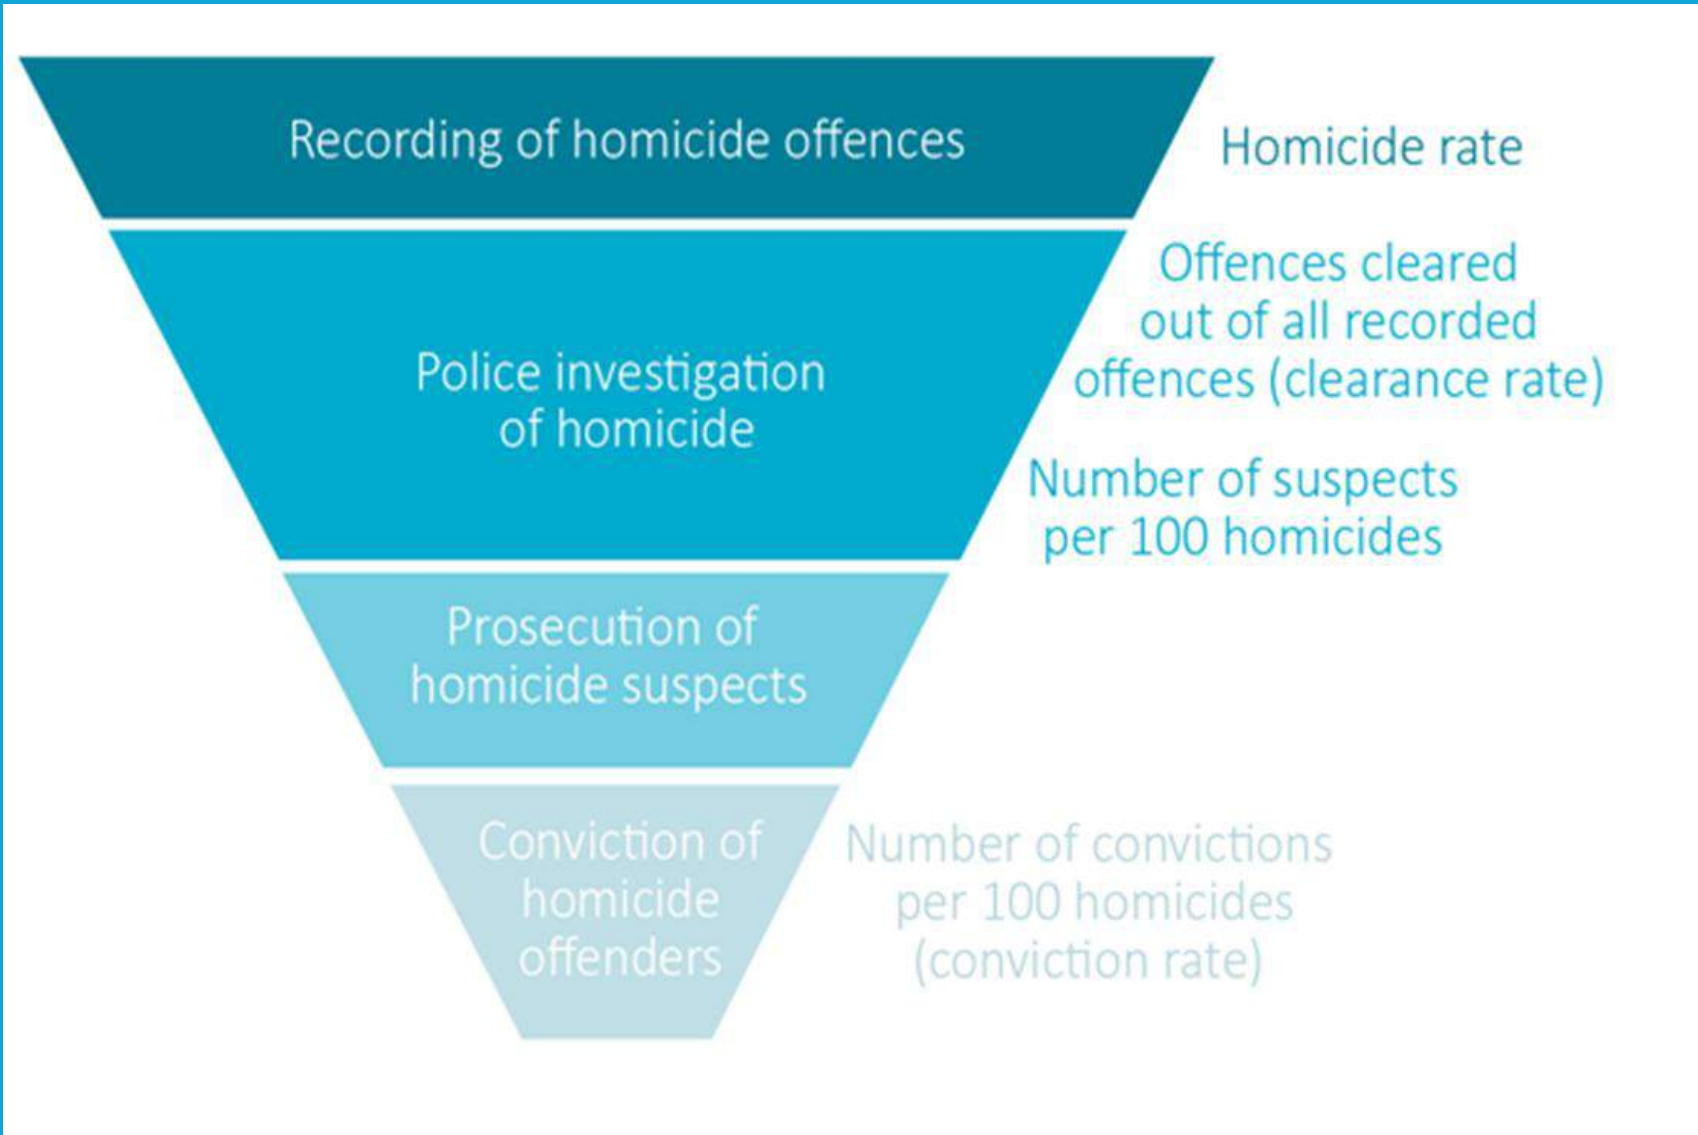 Recording of homicide offences
Homicide rate
Police investigation
of homicide
Offences cleared
out of all recorded
offences (clearance rate)
Number of suspects
per 100 homicides
Prosecution of
homicide suspects
Conviction of
homicide
offenders
Number of convictions
per 100 homicides
(conviction rate)